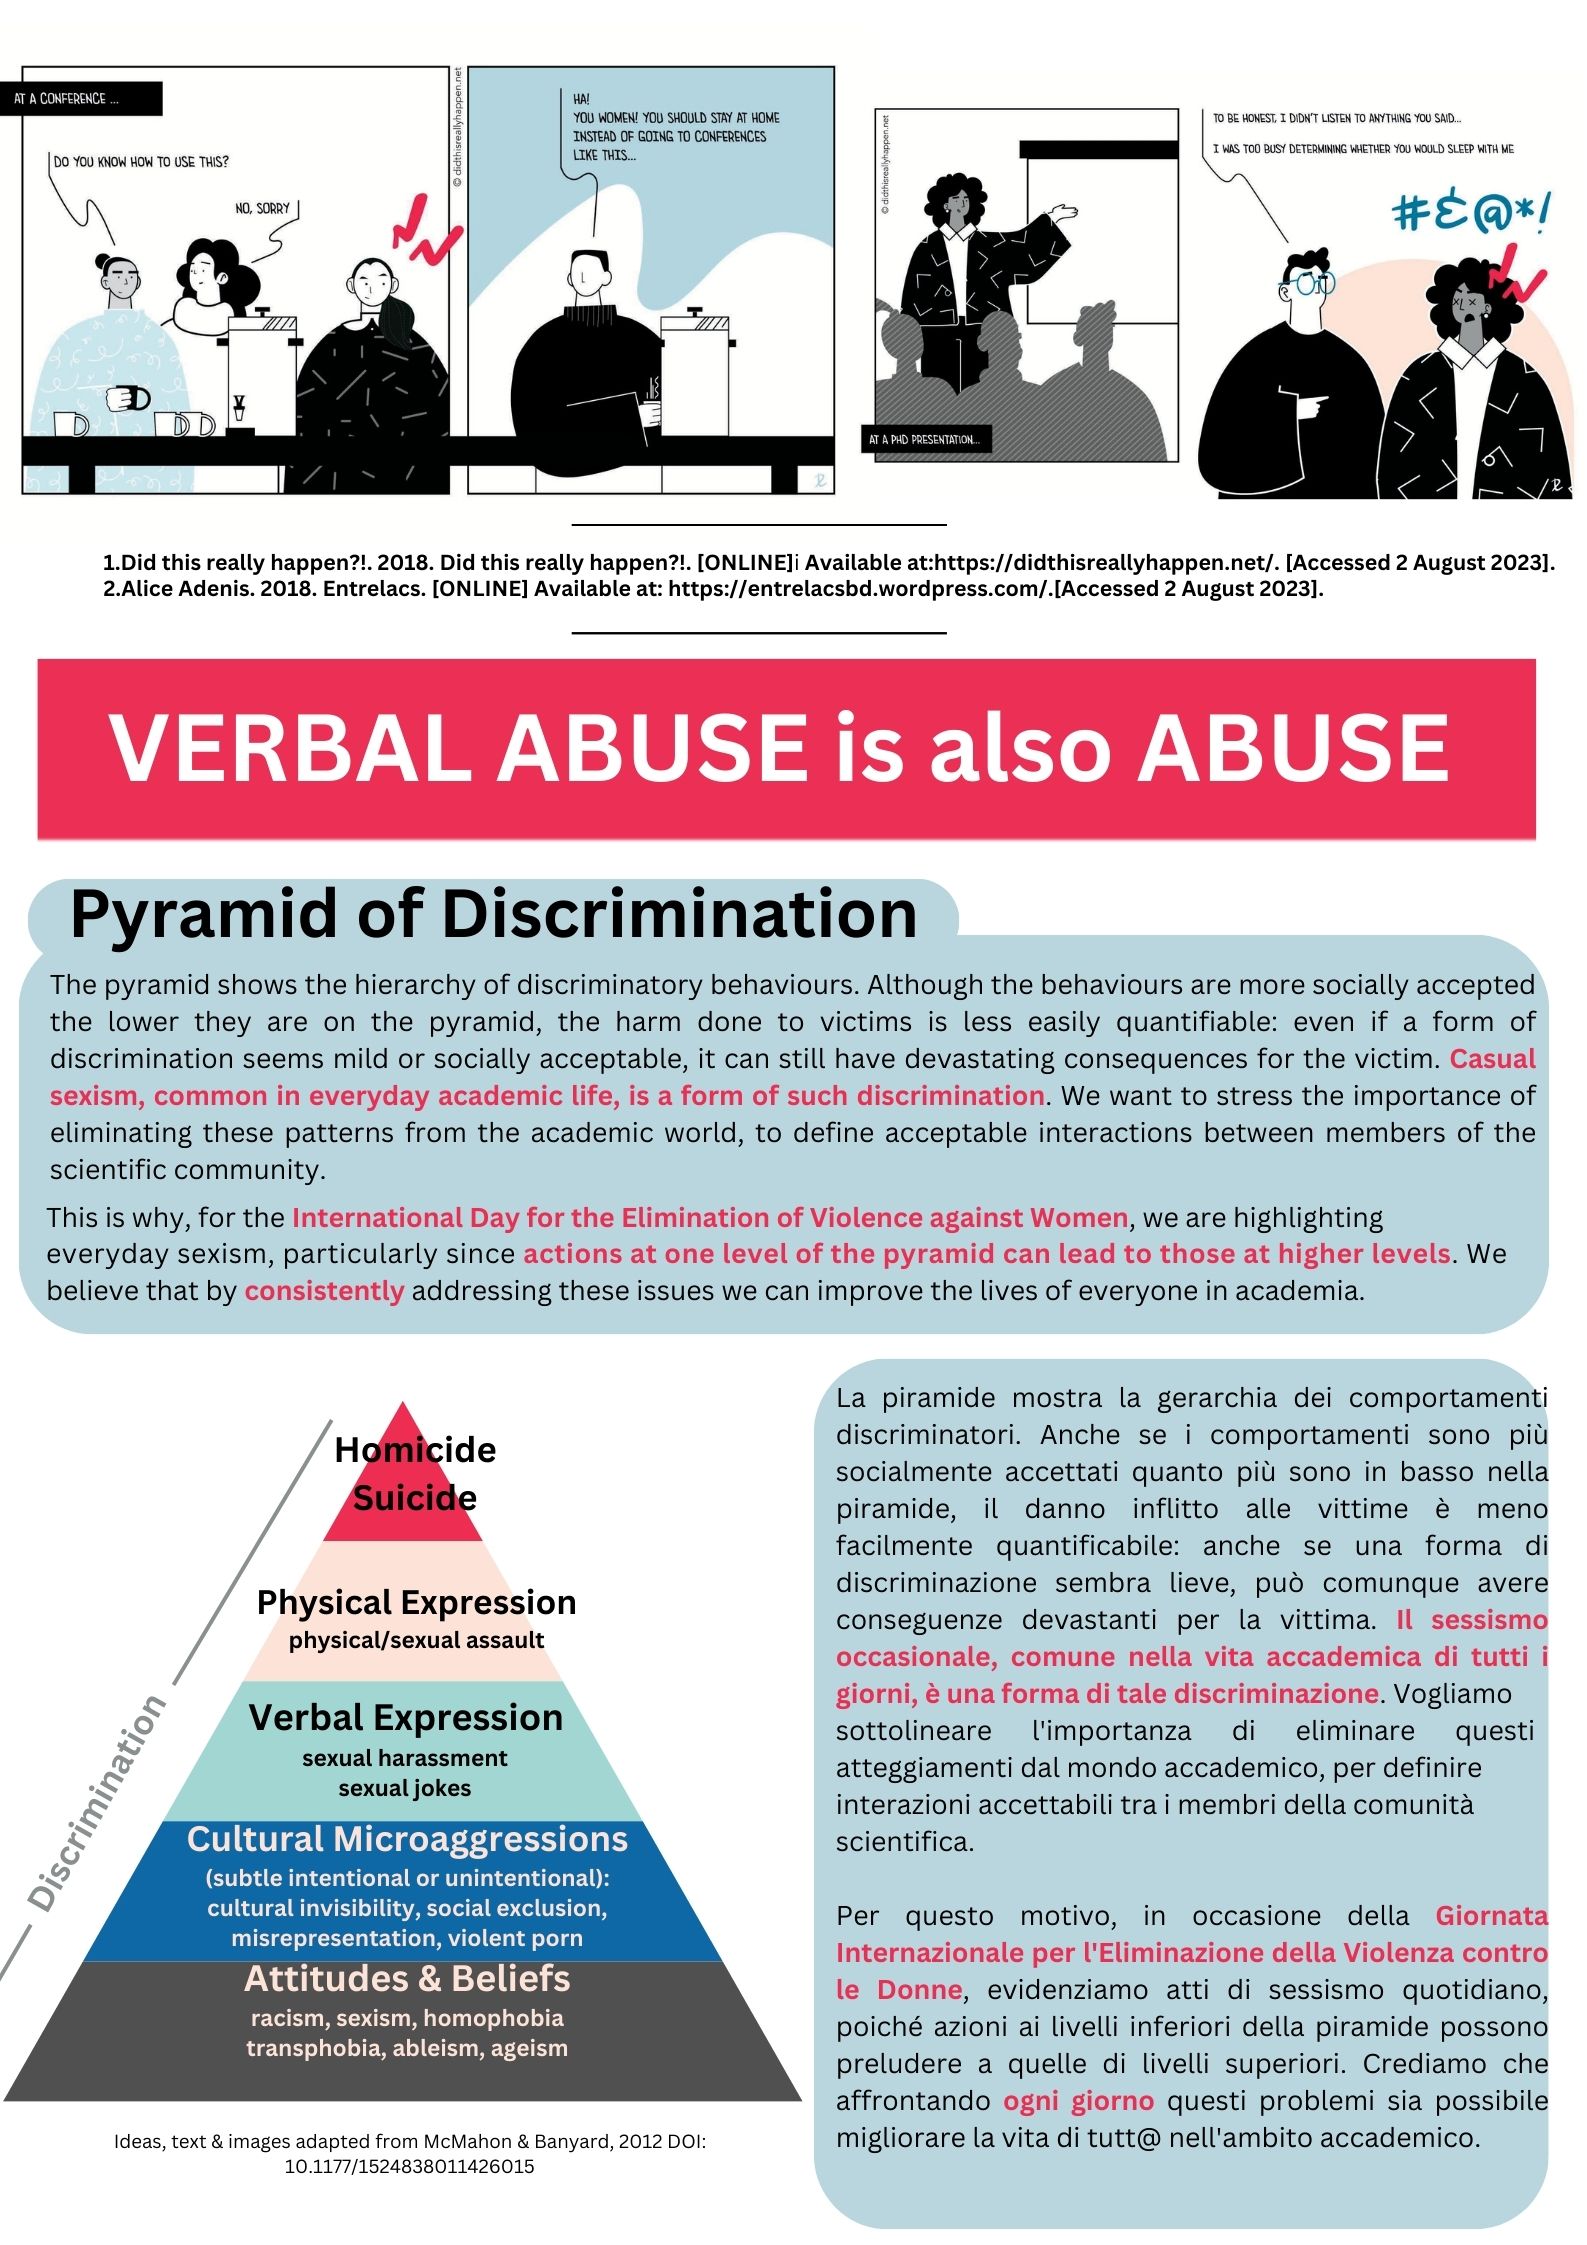 AT A CONFERENCE ...
DO YOU KNOW HOW TO USE THIS?
NO, SORRY
© didthisreallyhappen.net
HA!
YOU WOMEN! YOU SHOULD STAY AT HOME
INSTEAD OF GOING TO CONFERENCES
LIKE THIS...
© didthisreallyhappen.net
AT A PHD PRESENTATION...
TO BE HONEST, I DIDN'T LISTEN TO ANYTHING YOU SAID...
I WAS TOO BUSY DETERMINING WHETHER YOU WOULD SLEEP WITH ME
#&@*!
1.Did this really happen?!. 2018. Did this really happen?!. [ONLINE]i Available at:https://didthisreallyhappen.net/. [Accessed 2 August 2023].
2.Alice Adenis. 2018. Entrelacs. [ONLINE] Available at: https://entrelacsbd.wordpress.com/.[Accessed 2 August 2023].
VERBAL ABUSE is also ABUSE
Pyramid of Discrimination
The pyramid shows the hierarchy of discriminatory behaviours. Although the behaviours are more socially accepted
the lower they are on the pyramid, the harm done to victims is less easily quantifiable: even if a form of
discrimination seems mild or socially acceptable, it can still have devastating consequences for the victim. Casual
sexism, common in everyday academic life, is a form of such discrimination. We want to stress the importance of
eliminating these patterns from the academic world, to define acceptable interactions between members of the
scientific community.
This is why, for the International Day for the Elimination of Violence against Women, we are highlighting
everyday sexism, particularly since actions at one level of the pyramid can lead to those at higher levels. We
believe that by consistently addressing these issues we can improve the lives of everyone in academia.
Discrimination
Homicide
Suicide
Physical Expression
physical/sexual assault
Verbal Expression
sexual harassment
sexual jokes
Cultural Microaggressions
(subtle intentional or unintentional):
cultural invisibility, social exclusion,
misrepresentation, violent porn
Attitudes & Beliefs
racism, sexism, homophobia
transphobia, ableism, ageism
Ideas, text & images adapted from McMahon & Banyard, 2012 DOI:
10.1177/1524838011426015
La piramide mostra la gerarchia dei comportamenti
discriminatori. Anche se i comportamenti sono più
socialmente accettati quanto più sono in basso nella
piramide, il danno inflitto alle vittime è meno
facilmente quantificabile: anche se una forma di
discriminazione sembra lieve, può comunque avere
conseguenze devastanti per la vittima. Il sessismo
occasionale, comune nella vita accademica di tutti i
giorni, è una forma di tale discriminazione. Vogliamo
sottolineare l'importanza di eliminare questi
atteggiamenti dal mondo accademico, per definire
interazioni accettabili tra i membri della comunità
scientifica.
Per questo motivo, in occasione della Giornata
Internazionale per l'Eliminazione della Violenza contro
le Donne, evidenziamo atti di sessismo quotidiano,
poiché azioni ai livelli inferiori della piramide possono
preludere a quelle di livelli superiori. Crediamo che
affrontando ogni giorno questi problemi sia possibile
migliorare la vita di tutt@ nell'ambito accademico.